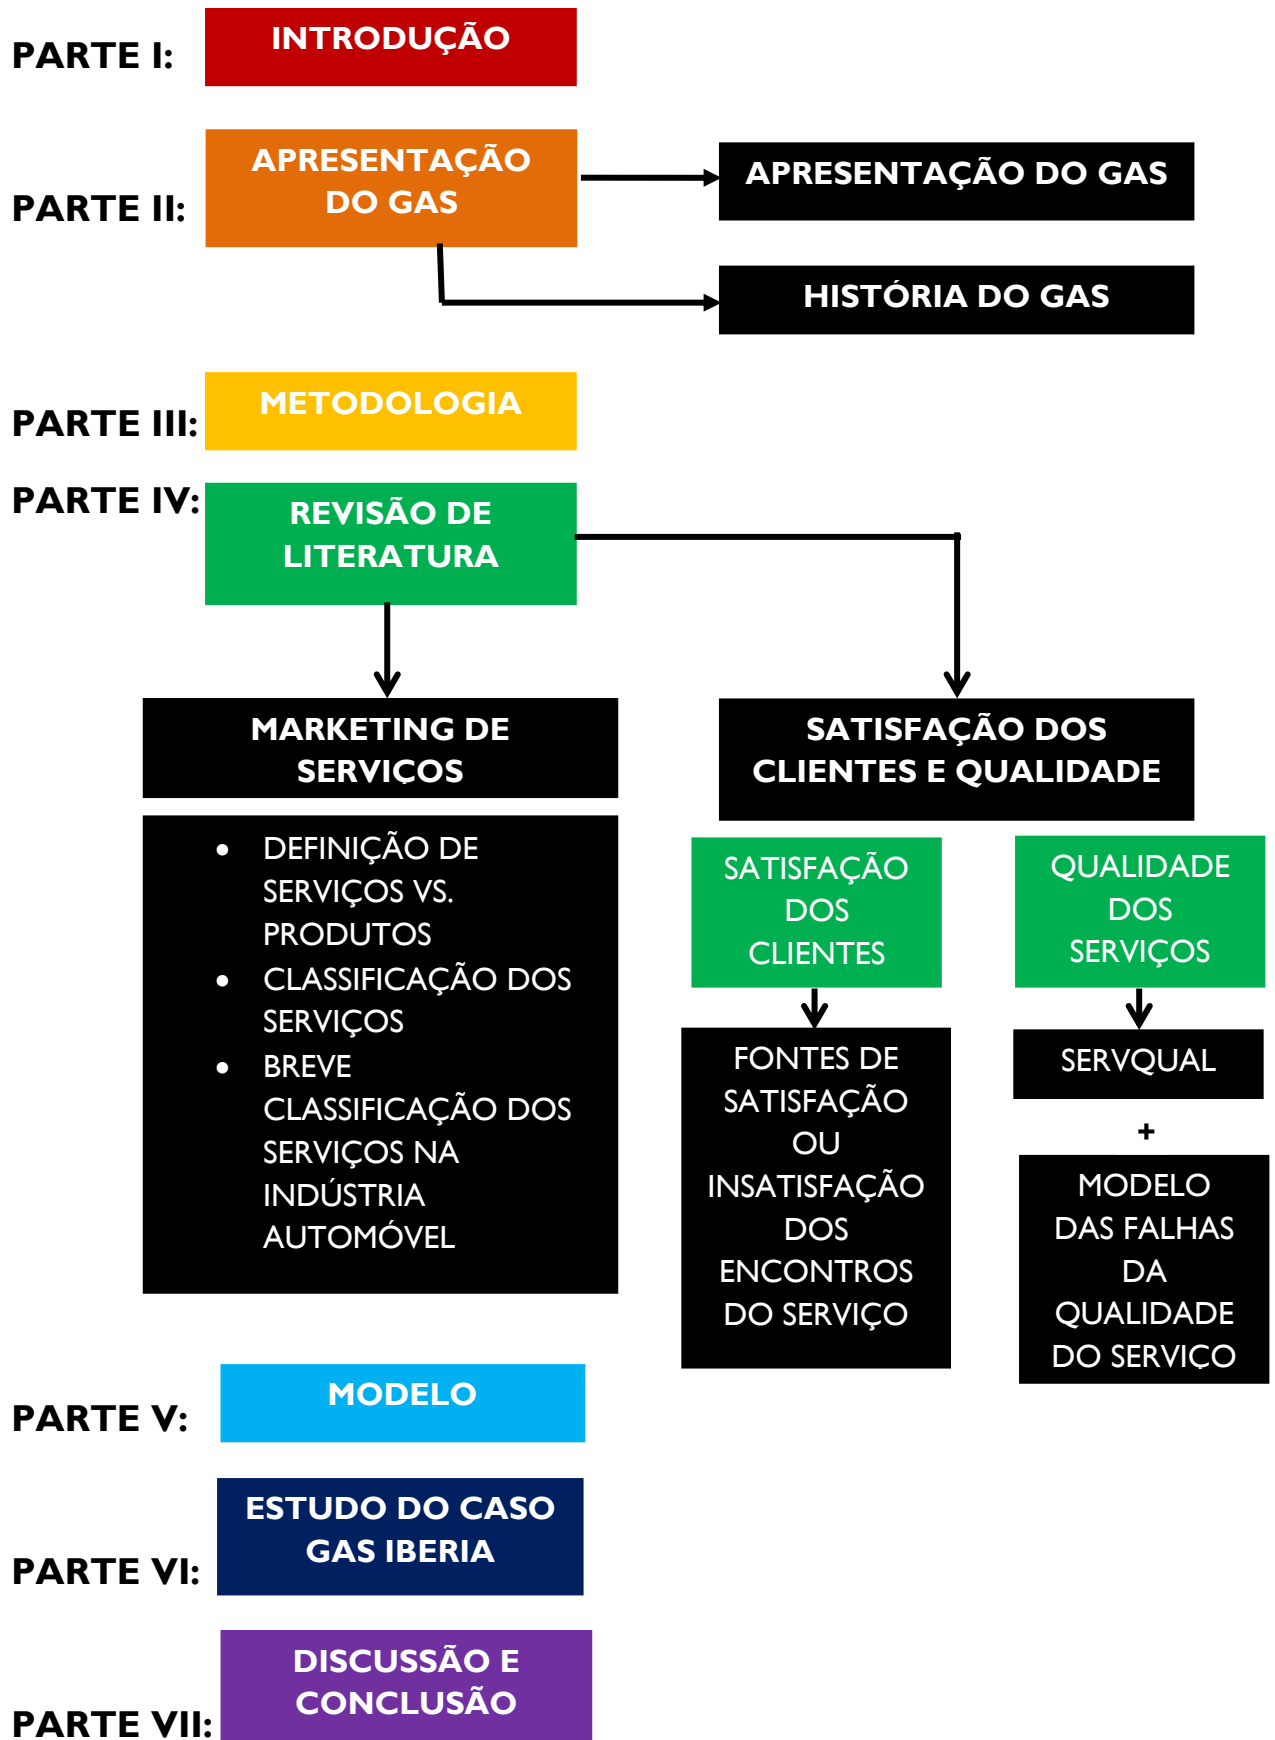 PARTE I:
INTRODUÇÃO
PARTE II:
APRESENTAÇÃO
DO GAS
APRESENTAÇÃO DO GAS
HISTÓRIA DO GAS
PARTE III:
METODOLOGIA
PARTE IV:
REVISÃO DE
LITERATURA
MARKETING DE
SERVIÇOS
• DEFINIÇÃO DE
SERVIÇOS VS.
PRODUTOS
• CLASSIFICAÇÃO DOS
SERVIÇOS
• BREVE
CLASSIFICAÇÃO DOS
SERVIÇOS NA
INDÚSTRIA
AUTOMÓVEL
SATISFAÇÃO DOS
CLIENTES E QUALIDADE
SATISFAÇÃO
DOS
CLIENTES
FONTES DE
SATISFAÇÃO
OU
INSATISFAÇÃO
DOS
ENCONTROS
DO SERVIÇO
QUALIDADE
DOS
SERVIÇOS
SERVQUAL
+
MODELO
DAS FALHAS
DA
QUALIDADE
DO SERVIÇO
PARTE V:
MODELO
PARTE VI:
ESTUDO DO CASO
GAS IBERIA
PARTE VII:
DISCUSSÃO E
CONCLUSÃO